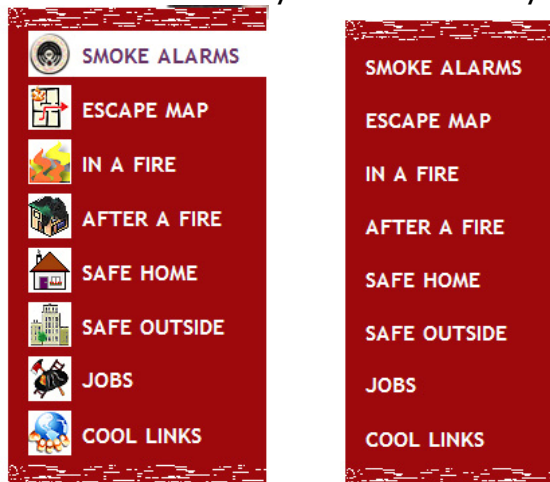 SMOKE ALARMS
ESCAPE MAP
IN A FIRE
AFTER A FIRE
SAFE HOME
SAFE OUTSIDE
JOBS
COOL LINKS
SMOKE ALARMS
ESCAPE MAP
IN A FIRE
AFTER A FIRE
SAFE HOME
SAFE OUTSIDE
JOBS
COOL LINKS